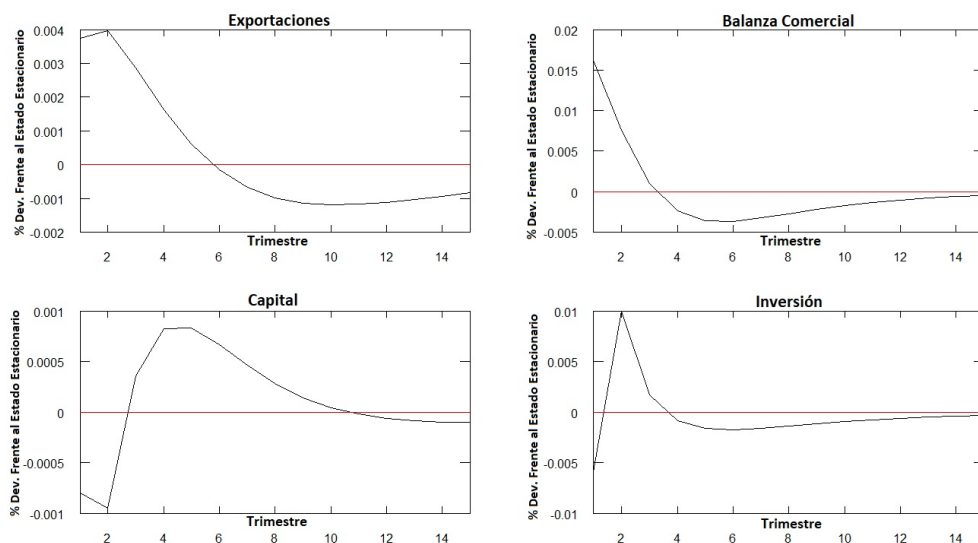 Exportaciones
% Dev. Frente al Estado Estacionario
0.004
0.003
0.002
0.001
0
-0.001
-0.002
2 4 6 8 10 12 14
Trimestre
Balanza Comercial
% Dev. Frente al Estado Estacionario
0.02
0.015
0.01
0.005
0
-0.005
2 4 6 8 10 12 14
Trimestre
Capital
% Dev. Frente al Estado Estacionario
0.001
0.0005
0
-0.0005
-0.001
2 4 6 8 10 12 14
Trimestre
Inversión
% Dev. Frente al Estado Estacionario
0.01
0.005
0
-0.005
-0.01
2 4 6 8 10 12 14
Trimestre